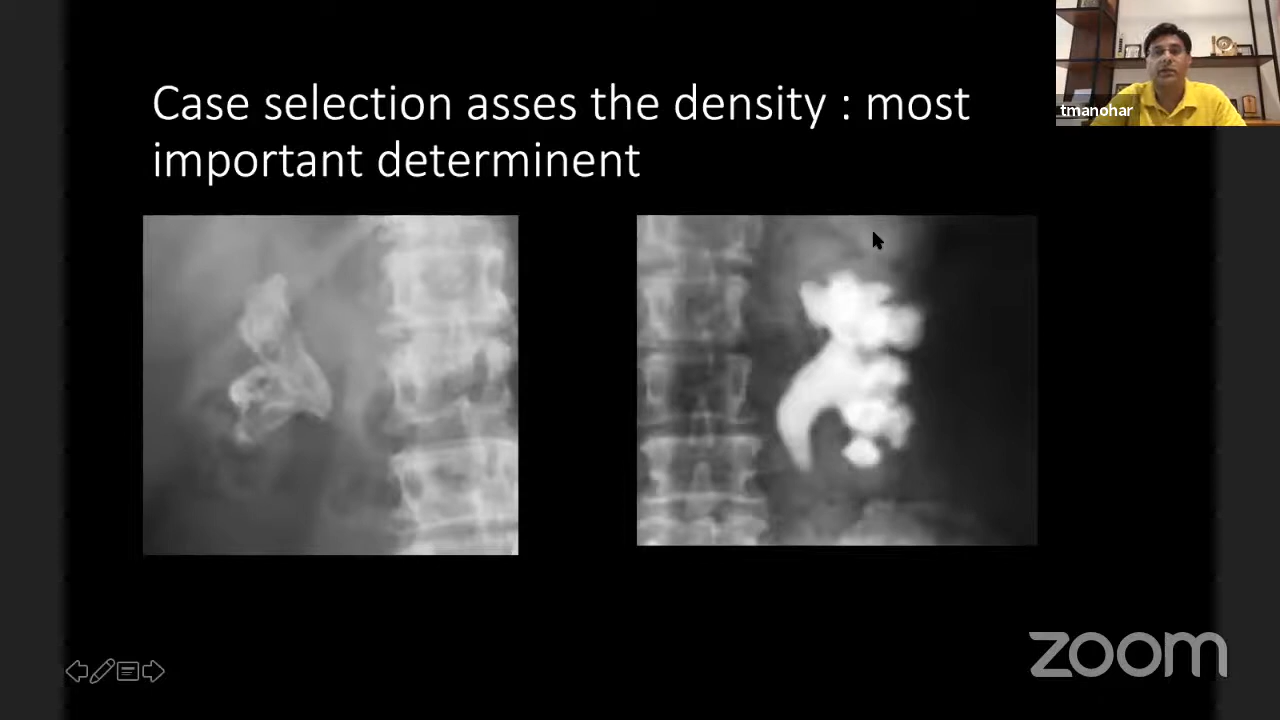 Case selection asses the density : most
important determinent
tmanohar
zoom